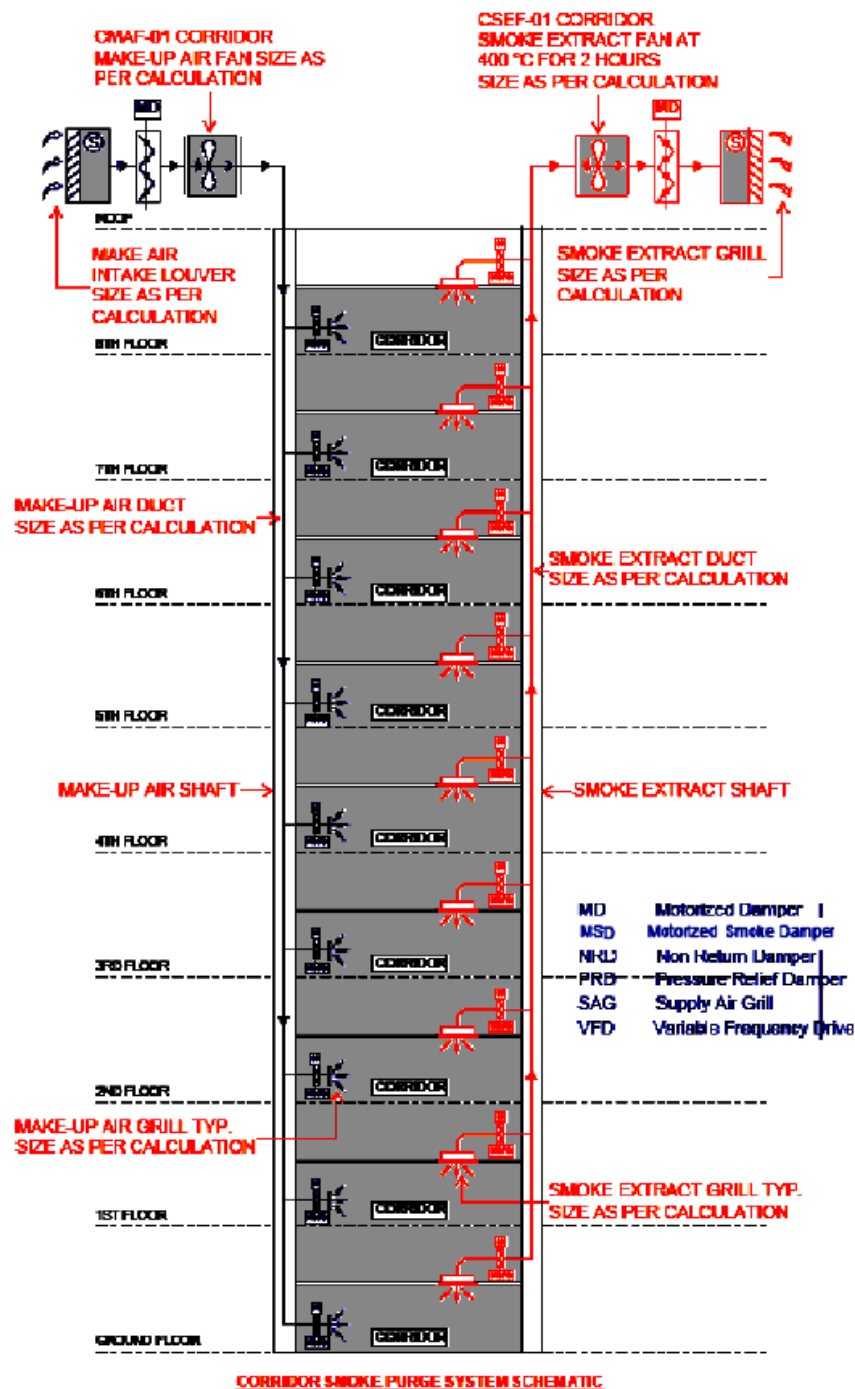 CMAF-01 CORRIDOR
MAKE-UP AIR FAN SIZE AS
PER CALCULATION
CSEF-01 CORRIDOR
SMOKE EXTRACT FAN AT
400 °C FOR 2 HOURS
SIZE AS PER CALCULATION
MD
MD
S
S
ROOF
MAKE AIR
INTAKE LOUVER
SIZE AS PER
CALCULATION
SMOKE EXTRACT GRILL
SIZE AS PER
CALCULATION
CORRIDOR
8TH FLOOR
CORRIDOR
7TH FLOOR
MAKE-UP AIR DUCT
SIZE AS PER CALCULATION
SMOKE EXTRACT DUCT
SIZE AS PER CALCULATION
CORRIDOR
6TH FLOOR
CORRIDOR
5TH FLOOR
MAKE-UP AIR SHAFT
SMOKE EXTRACT SHAFT
CORRIDOR
4TH FLOOR
MD Motorized Damper
MSD Motorized Smoke Damper
NRD Non Return Damper
PRD Pressure Relief Damper
SAG Supply Air Grill
VFD Variable Frequency Drive
CORRIDOR
3RD FLOOR
CORRIDOR
2ND FLOOR
MAKE-UP AIR GRILL TYP.
SIZE AS PER CALCULATION
SMOKE EXTRACT GRILL TYP.
SIZE AS PER CALCULATION
CORRIDOR
1ST FLOOR
CORRIDOR
GROUND FLOOR
CORRIDOR SMOKE PURGE SYSTEM SCHEMATIC